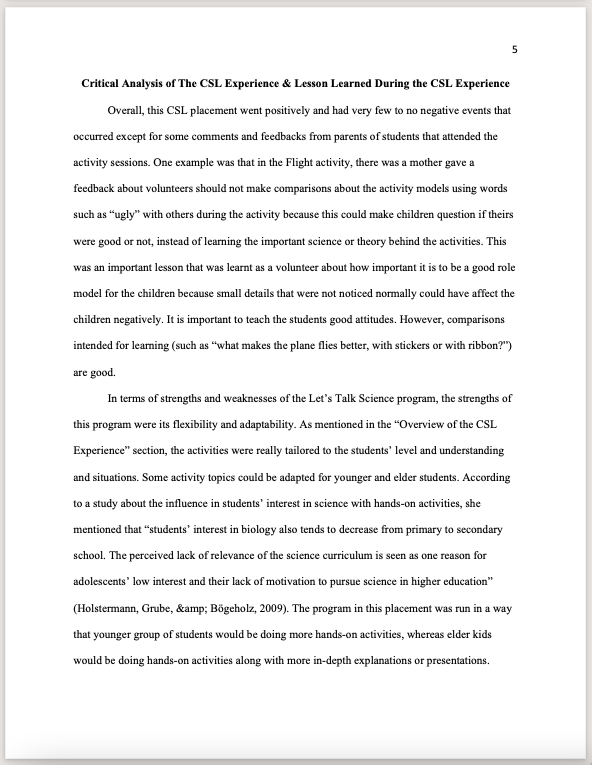 5
Critical Analysis of The CSL Experience & Lesson Learned During the CSL Experience
Overall, this CSL placement went positively and had very few to no negative events that
occurred except for some comments and feedbacks from parents of students that attended the
activity sessions. One example was that in the Flight activity, there was a mother gave a
feedback about volunteers should not make comparisons about the activity models using words
such as “ugly” with others during the activity because this could make children question if theirs
were good or not, instead of learning the important science or theory behind the activities. This
was an important lesson that was learnt as a volunteer about how important it is to be a good role
model for the children because small details that were not noticed normally could have affect the
children negatively. It is important to teach the students good attitudes. However, comparisons
intended for learning (such as “what makes the plane flies better, with stickers or with ribbon?”)
are good.
In terms of strengths and weaknesses of the Let’s Talk Science program, the strengths of
this program were its flexibility and adaptability. As mentioned in the “Overview of the CSL
Experience” section, the activities were really tailored to the students’ level and understanding
and situations. Some activity topics could be adapted for younger and elder students. According
to a study about the influence in students’ interest in science with hands-on activities, she
mentioned that “students’ interest in biology also tends to decrease from primary to secondary
school. The perceived lack of relevance of the science curriculum is seen as one reason for
adolescents’ low interest and their lack of motivation to pursue science in higher education”
(Holstermann, Grube, &amp; Bögeholz, 2009). The program in this placement was run in a way
that younger group of students would be doing more hands-on activities, whereas elder kids
would be doing hands-on activities along with more in-depth explanations or presentations.